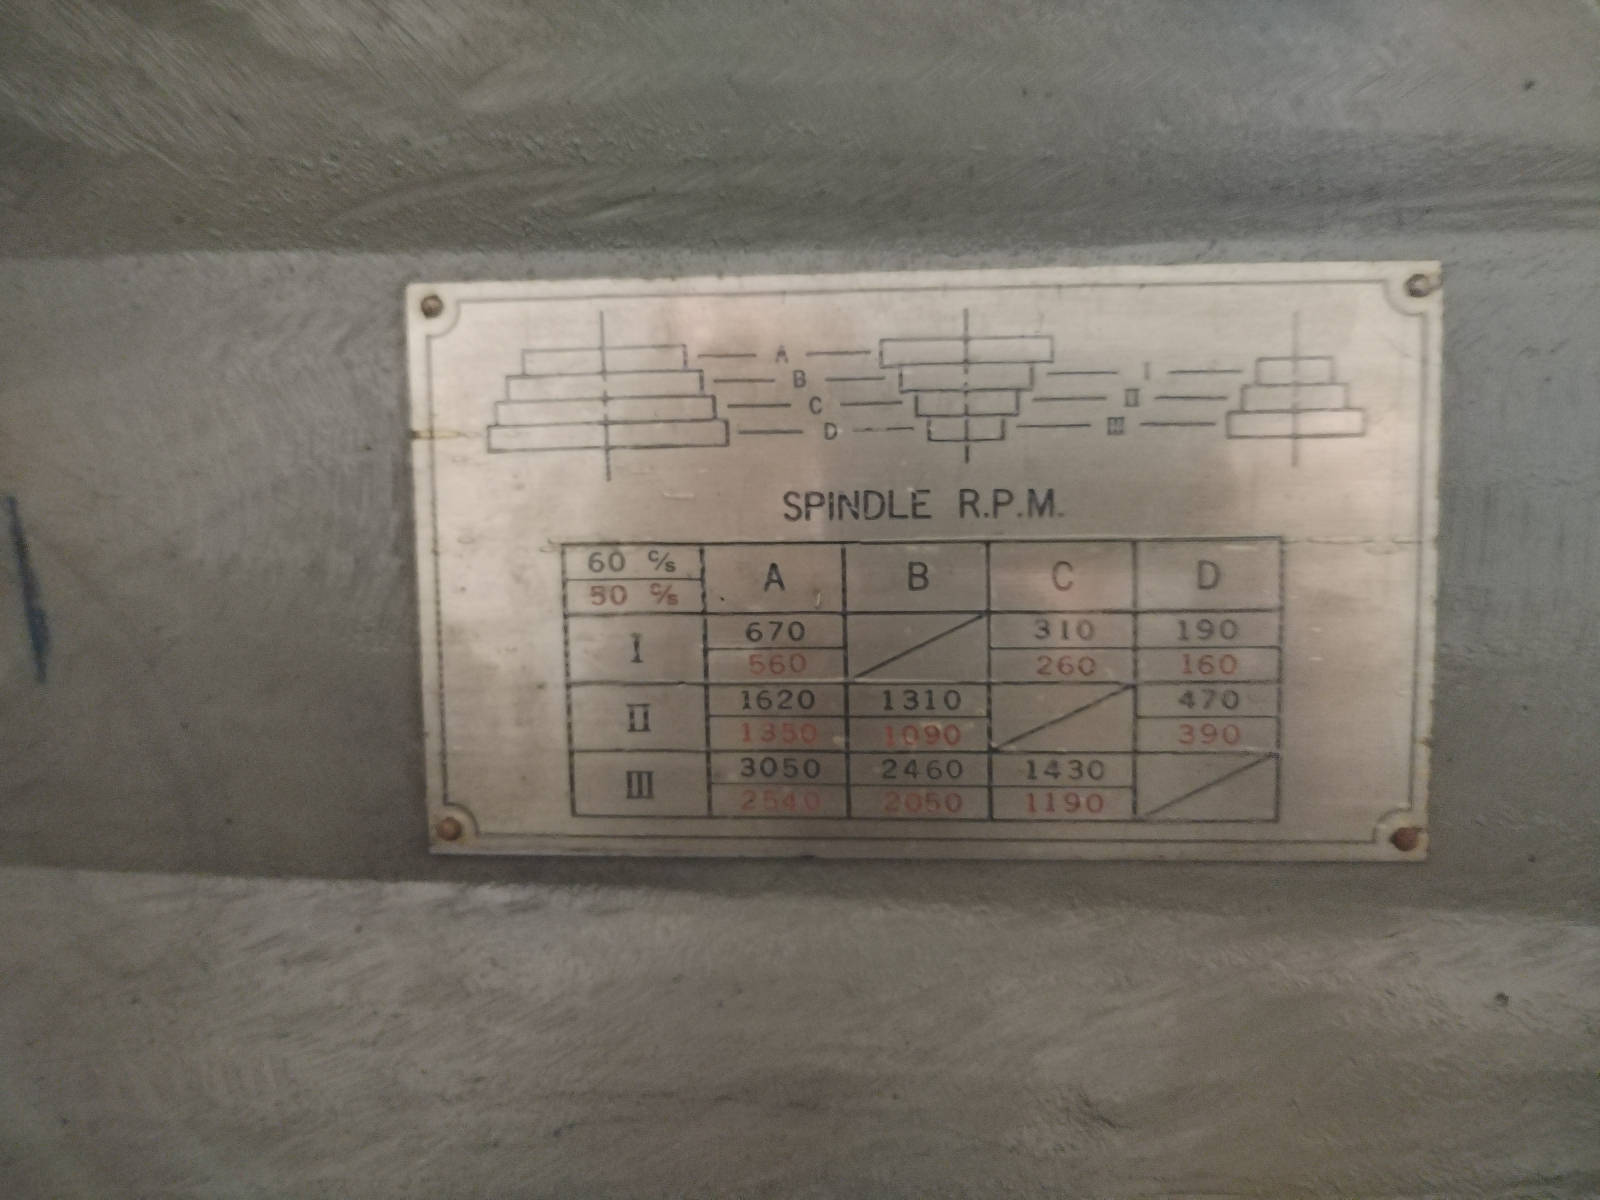 A
B
C
D
I
II
III
SPINDLE R.P.M.
60 c/s A B C D
50 c/s
I 670 310 190
560 260 160
II 1620 1310 470
1350 1090 390
III 3050 2460 1430
2540 2050 1190